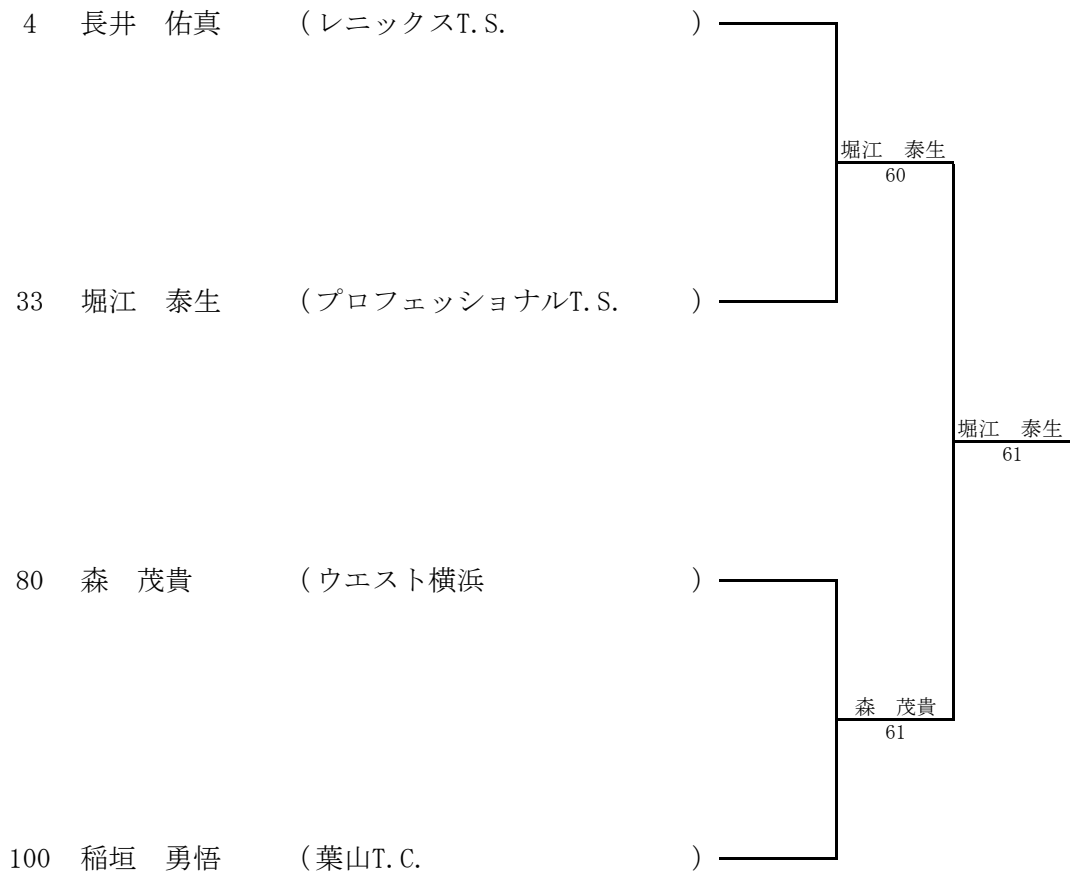 4 長井 佑真 (レニックスT.S. )
堀江 泰生
60
33 堀江 泰生 (プロフェッショナルT.S. )
堀江 泰生
61
80 森 茂貴 (ウエスト横浜 )
森 茂貴
61
100 稲垣 勇悟 (葉山T.C. )